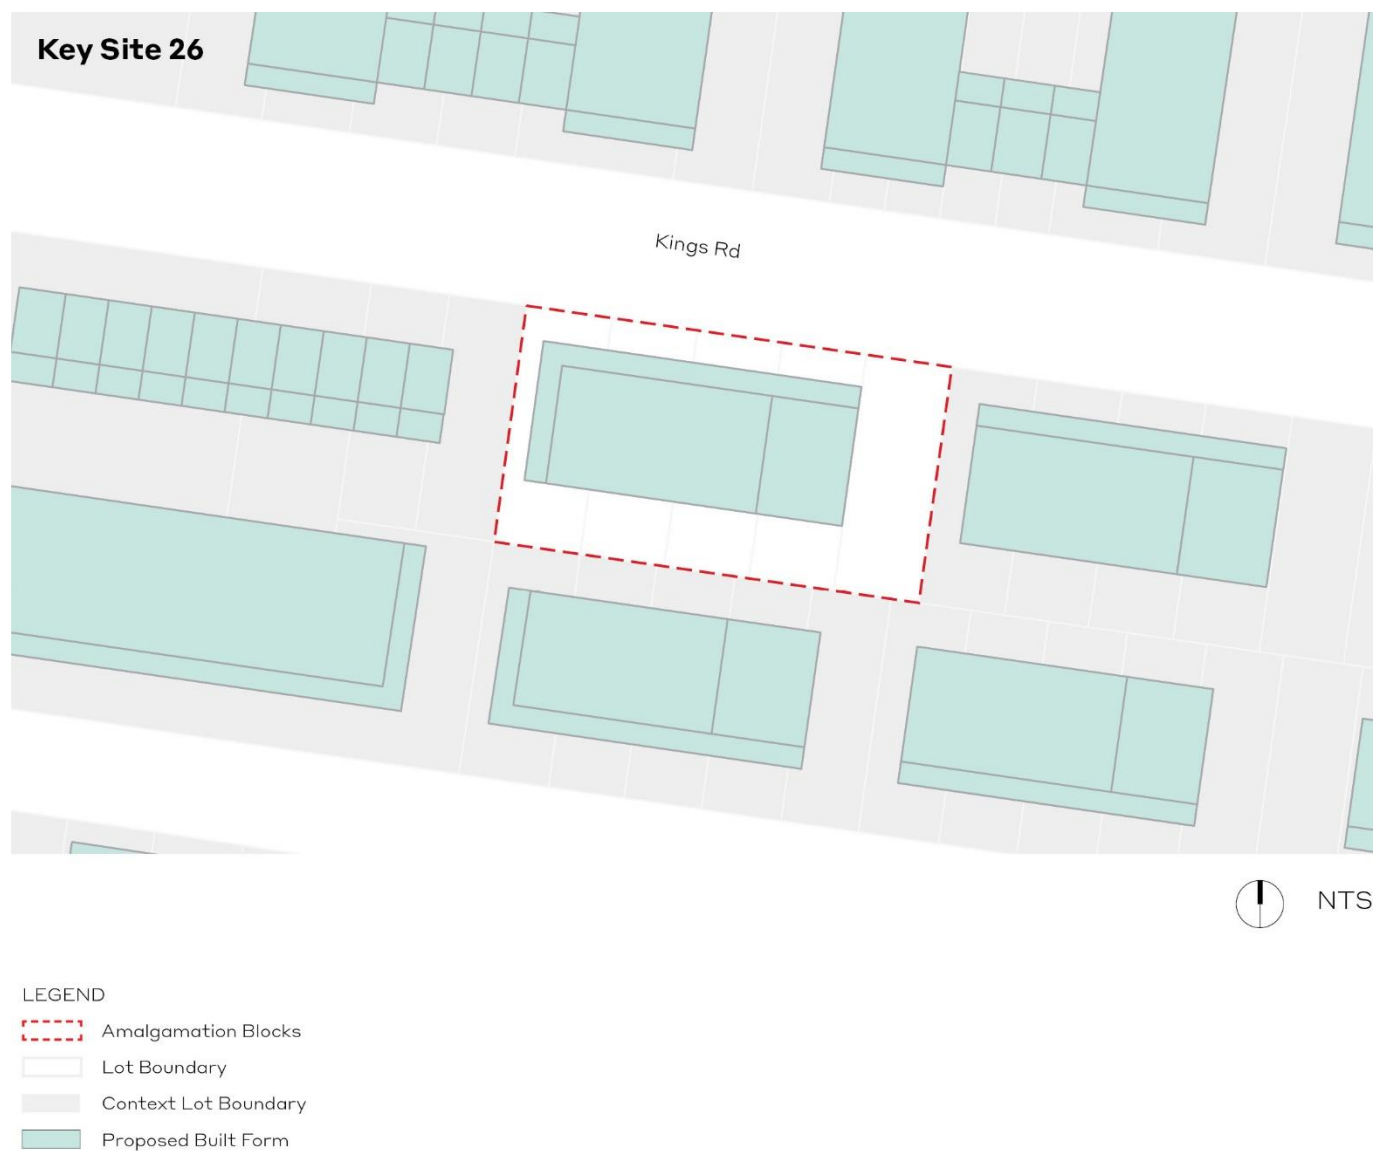 Key Site 26
Kings Rd
NTS
LEGEND
Amalgamation Blocks
Lot Boundary
Context Lot Boundary
Proposed Built Form